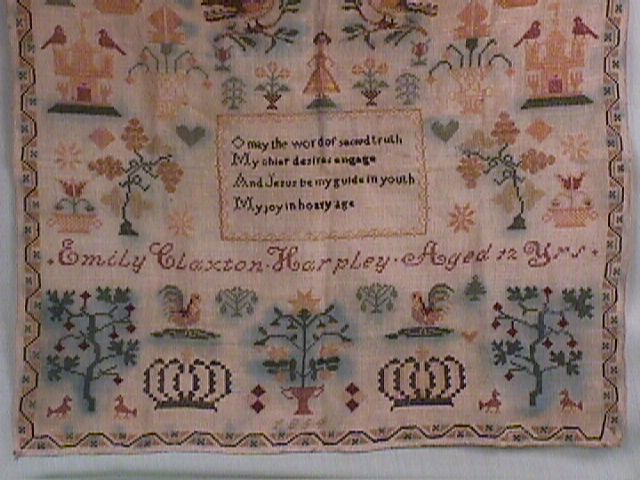 O may the word of sacred truth
My chief desires engage
And Jesus be my guide in youth
My joy in hoary age
Emily Claxton Harpley Aged 12 Yrs